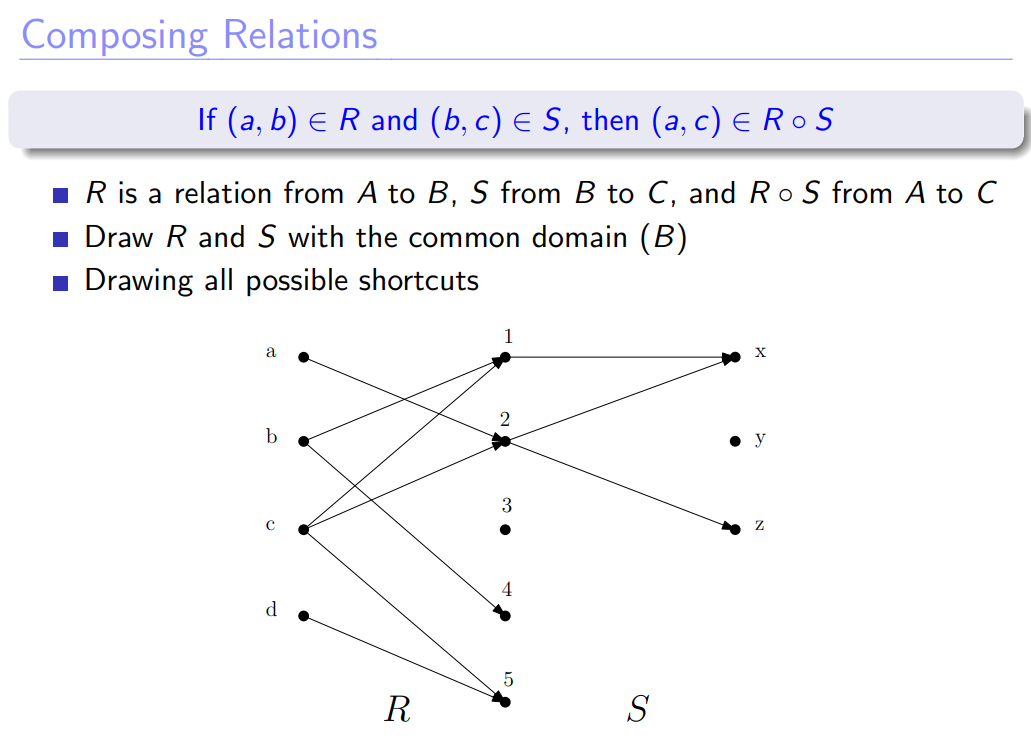 Composing Relations
If (a, b) ∈ R and (b, c) ∈ S, then (a, c) ∈ R ∘ S
R is a relation from A to B, S from B to C, and R ∘ S from A to C
Draw R and S with the common domain (B)
Drawing all possible shortcuts
1
a x
2
b y
3
c z
4
d
5
R S